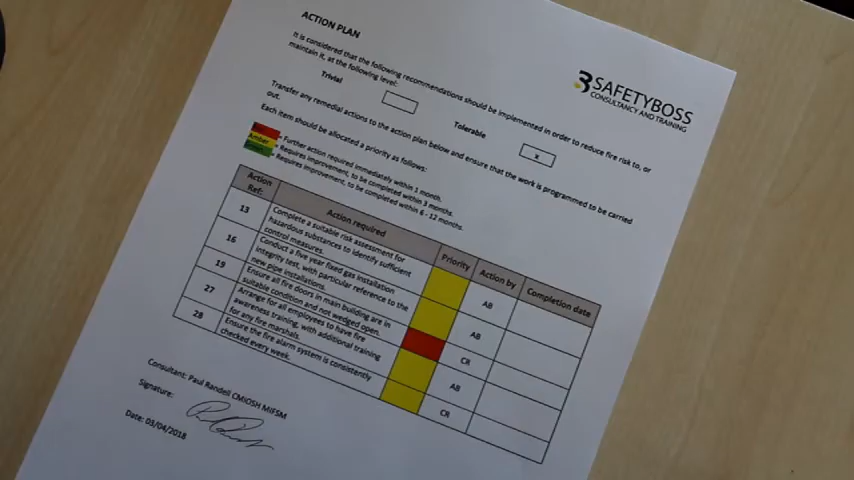 ACTION PLAN
SAFETYBOSS
CONSULTANCY AND TRAINING
It is considered that the following recommendations should be implemented in order to reduce fire risk to, or
maintain it, at the following level:
Trivial
Tolerable x
Transfer any remedial actions to the action plan below and ensure that the work is programmed to be carried
out.
Each item should be allocated a priority as follows:
= Further action required immediately within 1 month.
Amber = Requires improvement, to be completed within 3 months.
= Requires improvement, to be completed within 6 - 12 months.
Action Ref: Action required Priority Action by Completion date
13 Complete a suitable risk assessment for
hazardous substances to identify sufficient
control measures. AB
16 Conduct a five year fixed gas installation
integrity test, with particular reference to the
new pipe installations. AB
19 Ensure all fire doors in main building are in
suitable condition and not wedged open. CR
27 Arrange for all employees to have fire
awareness training, with additional training
for any fire marshals. AB
28 Ensure the fire alarm system is consistently
checked every week. CR
Consultant: Paul Randell CMIOSH MIFSM
Signature:
Date: 03/04/2018